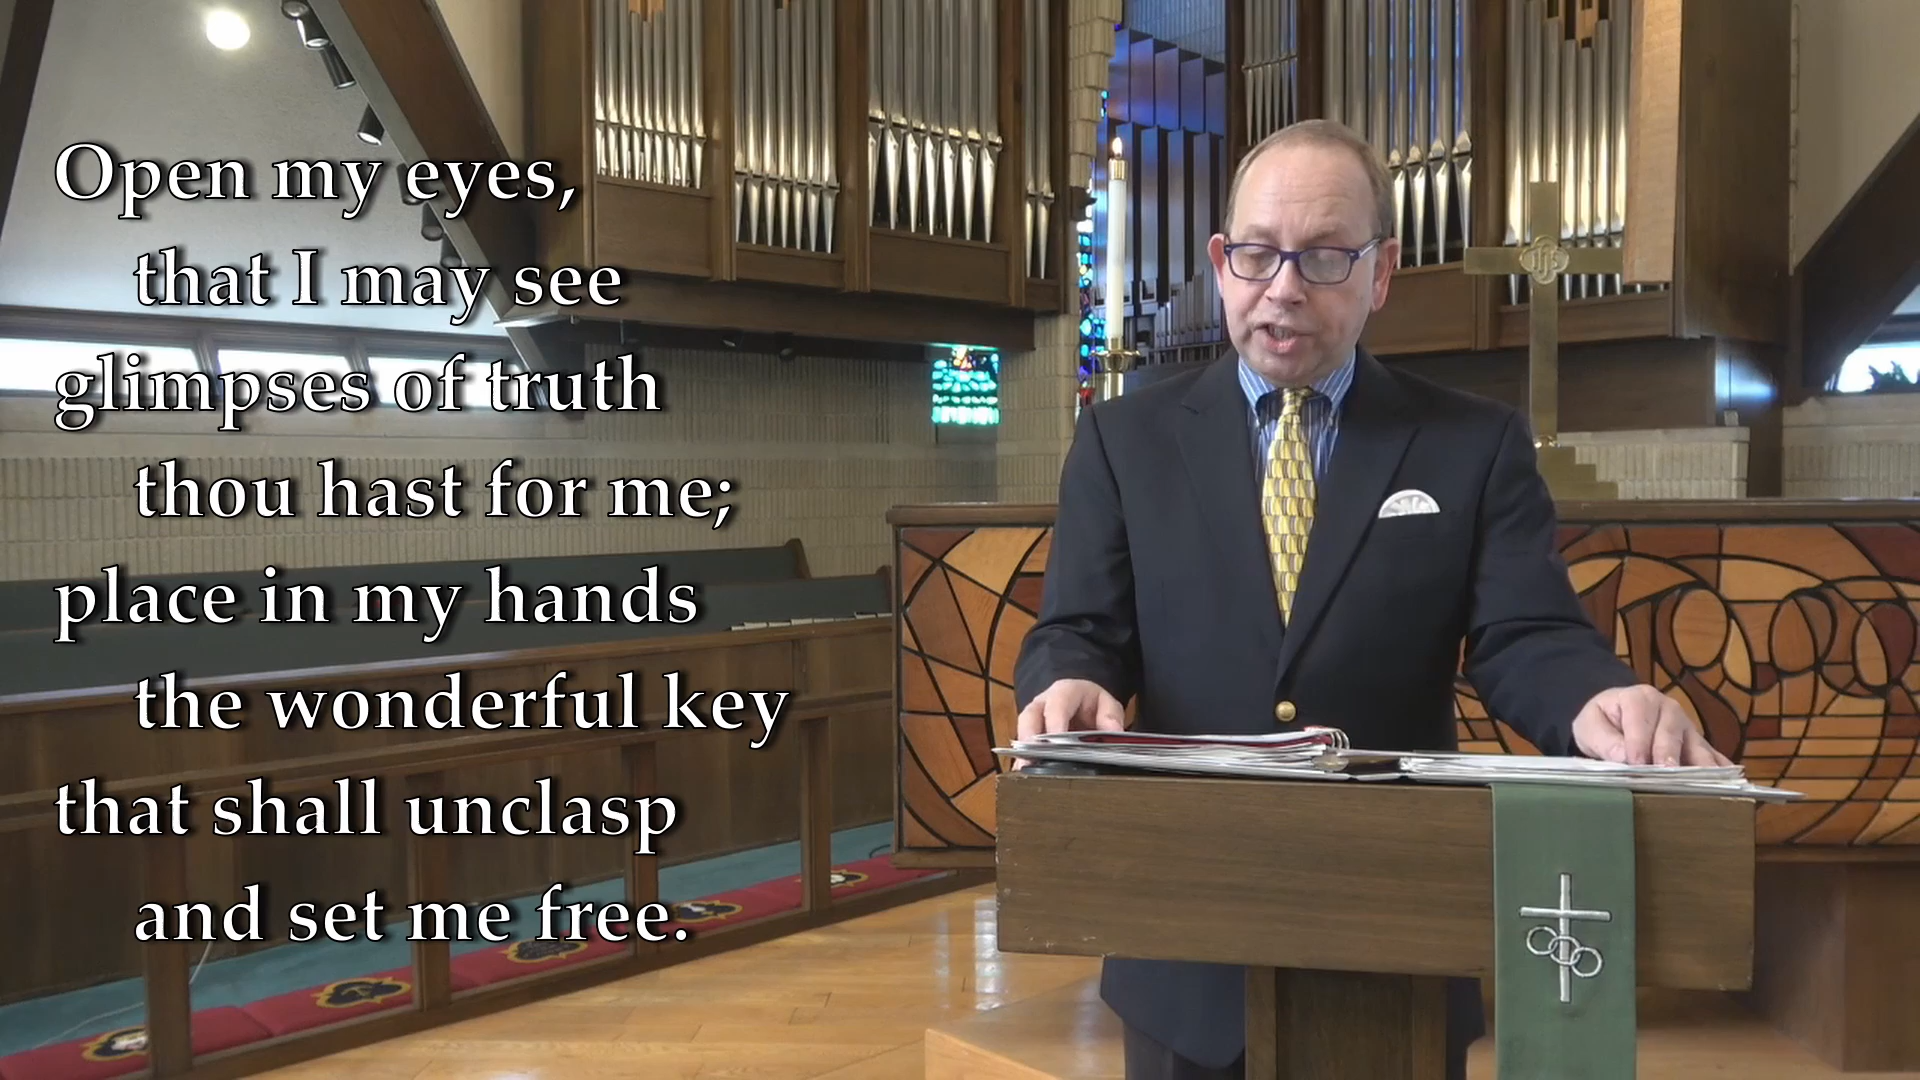 Open my eyes,
that I may see
glimpses of truth
thou hast for me;
place in my hands
the wonderful key
that shall unclasp
and set me free.
ihs